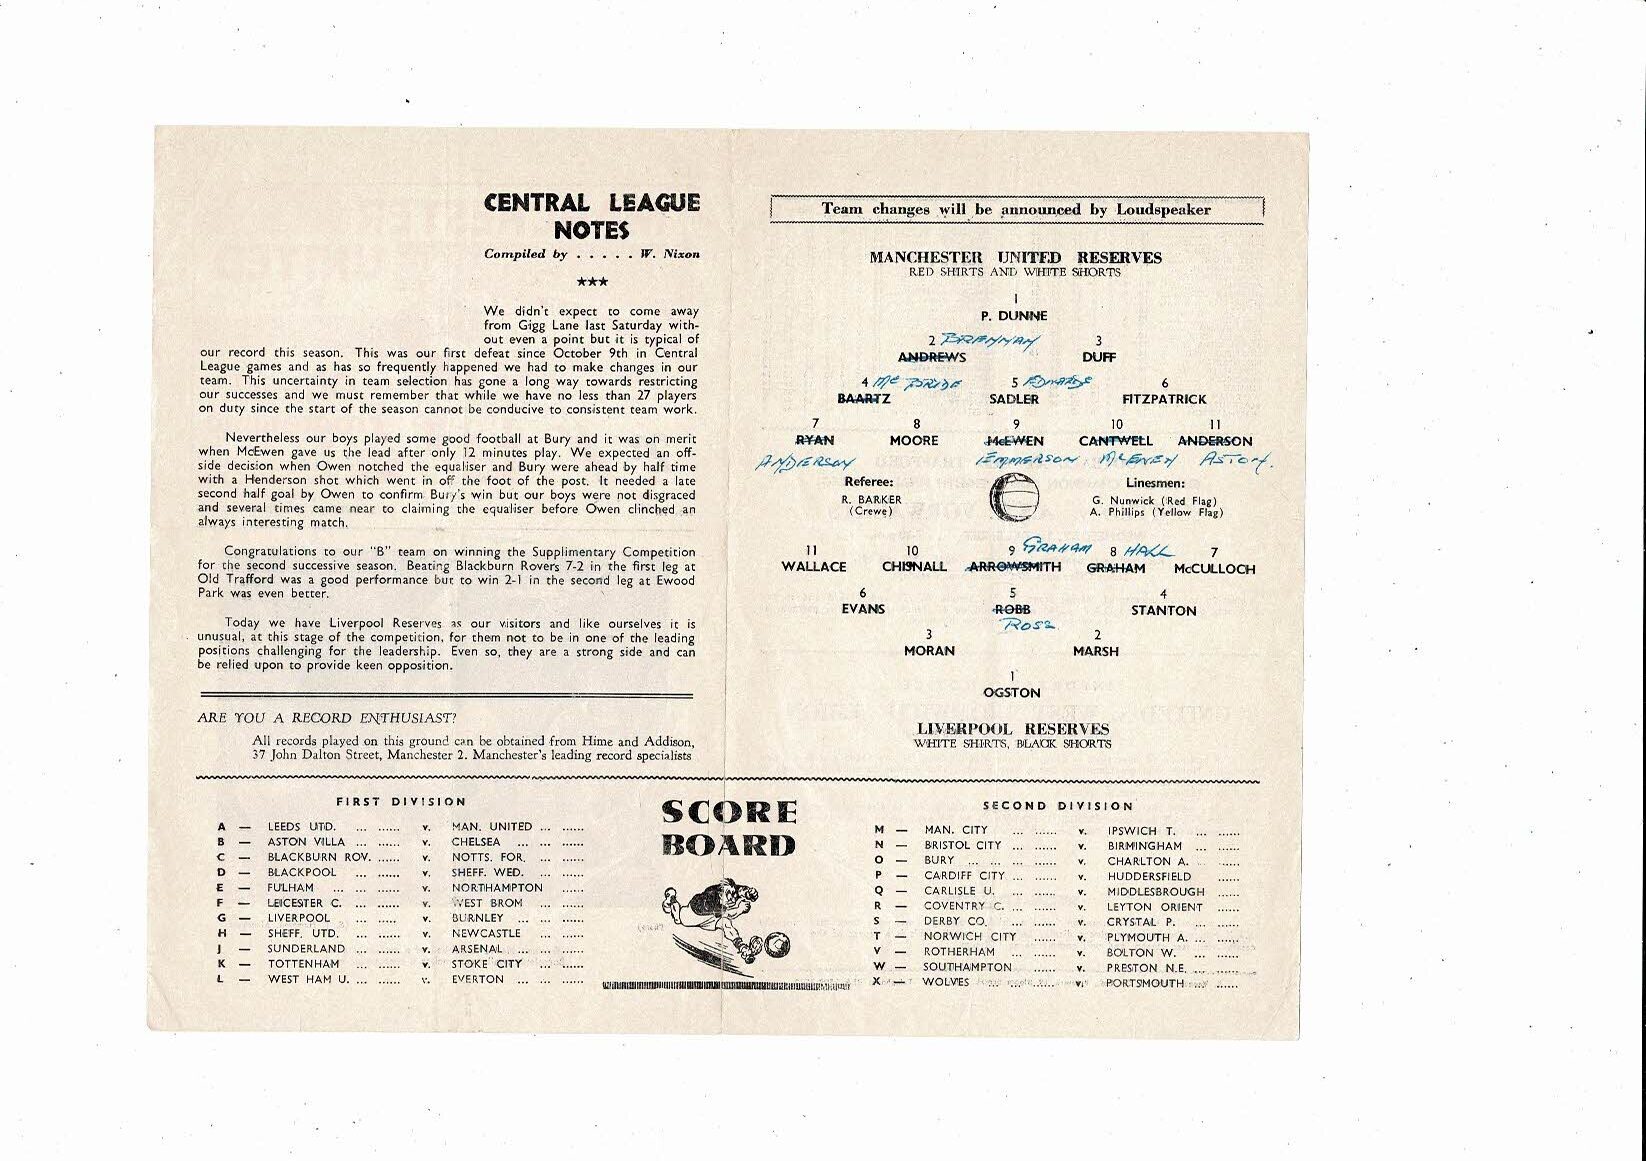 CENTRAL LEAGUE
NOTES
Compiled by . . . . . W. Nixon
★★★
We didn't expect to come away
from Gigg Lane last Saturday with-
out even a point but it is typical of
our record this season. This was our first defeat since October 9th in Central
League games and as has so frequently happened we had to make changes in our
team. This uncertainty in team selection has gone a long way towards restricting
our successes and we must remember that while we have no less than 27 players
on duty since the start of the season cannot be conducive to consistent team work.
Nevertheless our boys played some good football at Bury and it was on merit
when McEwen gave us the lead after only 12 minutes play. We expected an off-
side decision when Owen notched the equaliser and Bury were ahead by half time
with a Henderson shot which went in off the foot of the post. It needed a late
second half goal by Owen to confirm Bury's win but our boys were not disgraced
and several times came near to claiming the equaliser before Owen clinched an
always interesting match.
Congratulations to our "B" team on winning the Supplimentary Competition
for the second successive season. Beating Blackburn Rovers 7-2 in the first leg at
Old Trafford was a good performance but to win 2-1 in the second leg at Ewood
Park was even better.
Today we have Liverpool Reserves as our visitors and like ourselves it is
unusual, at this stage of the competition, for them not to be in one of the leading
positions challenging for the leadership. Even so, they are a strong side and can
be relied upon to provide keen opposition.
ARE YOU A RECORD ENTHUSIAST?
All records played on this ground can be obtained from Hime and Addison,
37 John Dalton Street, Manchester 2. Manchester's leading record specialists
Team changes will be announced by Loudspeaker
MANCHESTER UNITED RESERVES
RED SHIRTS AND WHITE SHORTS
1
P. DUNNE
2 BRENNAN 3
ANDREWS DUFF
4 McBRIDE 5 EDWARDS 6
BAARTZ SADLER FITZPATRICK
7 8 9 10 11
RYAN MOORE McEWEN CANTWELL ANDERSON
ANDERSON EMMERSON McEWEN ASTON.
Referee: Linesmen:
R. BARKER G. Nunwick (Red Flag)
(Crewe) A. Phillips (Yellow Flag)
11 10 9 GRAHAM 8 HALL 7
WALLACE CHISNALL ARROWSMITH GRAHAM McCULLOCH
6 5 4
EVANS ROBB STANTON
ROSS
3 2
MORAN MARSH
1
OGSTON
LIVERPOOL RESERVES
WHITE SHIRTS, BLACK SHORTS
FIRST DIVISION
A — LEEDS UTD. ... ...... v. MAN. UNITED ... ......
B — ASTON VILLA ... ...... v. CHELSEA ... ... ......
C — BLACKBURN ROV. ...... v. NOTTS. FOR. ... ......
D — BLACKPOOL ... ...... v. SHEFF. WED. ... ......
E — FULHAM ... ... ...... v. NORTHAMPTON ......
F — LEICESTER C. ... ...... v. WEST BROM ... ......
G — LIVERPOOL ... ...... v. BURNLEY ... ... ......
H — SHEFF. UTD. ... ...... v. NEWCASTLE ... ......
J — SUNDERLAND ... ...... v. ARSENAL ... ... ......
K — TOTTENHAM ... ...... v. STOKE CITY ... ......
L — WEST HAM U. ... ...... v. EVERTON ... ... ......
SCORE
BOARD
SECOND DIVISION
M — MAN. CITY ... ...... v. IPSWICH T. ... ......
N — BRISTOL CITY ... ...... v. BIRMINGHAM ... ......
O — BURY ... ... ... ...... v. CHARLTON A. ... ......
P — CARDIFF CITY ... ...... v. HUDDERSFIELD ......
Q — CARLISLE U. ... ...... v. MIDDLESBROUGH ......
R — COVENTRY C. ... ...... v. LEYTON ORIENT ......
S — DERBY CO. ... ...... v. CRYSTAL P. ... ......
T — NORWICH CITY ...... v. PLYMOUTH A. ... ......
V — ROTHERHAM ... ...... v. BOLTON W. ... ......
W — SOUTHAMPTON ...... v. PRESTON N.E. ... ......
X — WOLVES ... ... ...... v. PORTSMOUTH ... ......